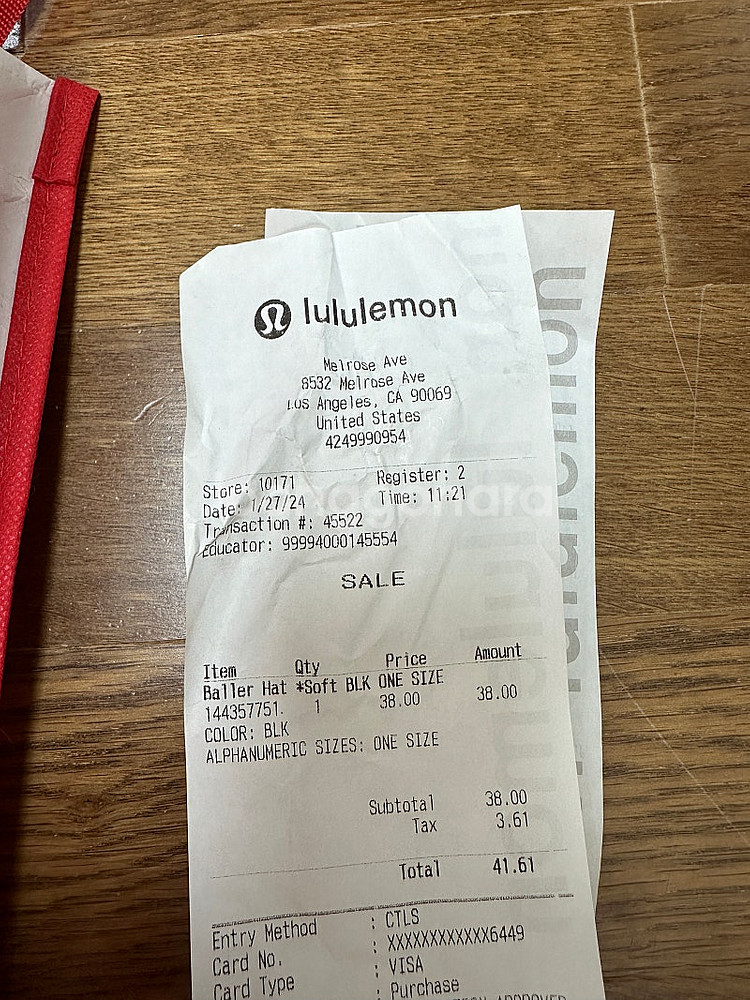 lululemon
Melrose Ave
8532 Melrose Ave
Los Angeles, CA 90069
United States
4249990954
Store: 10171 Register: 2
Date: 1/27/24 Time: 11:21
Transaction #: 45522
Educator: 99994000145554
SALE
Item Qty Price Amount
Baller Hat *Soft BLK ONE SIZE
144357751. 1 38.00 38.00
COLOR: BLK
ALPHANUMERIC SIZES: ONE SIZE
Subtotal 38.00
Tax 3.61
Total 41.61
Entry Method : CTLS
Card No. : XXXXXXXXXXXX6449
Card Type : VISA
: Purchase
APPROVED
lululemon